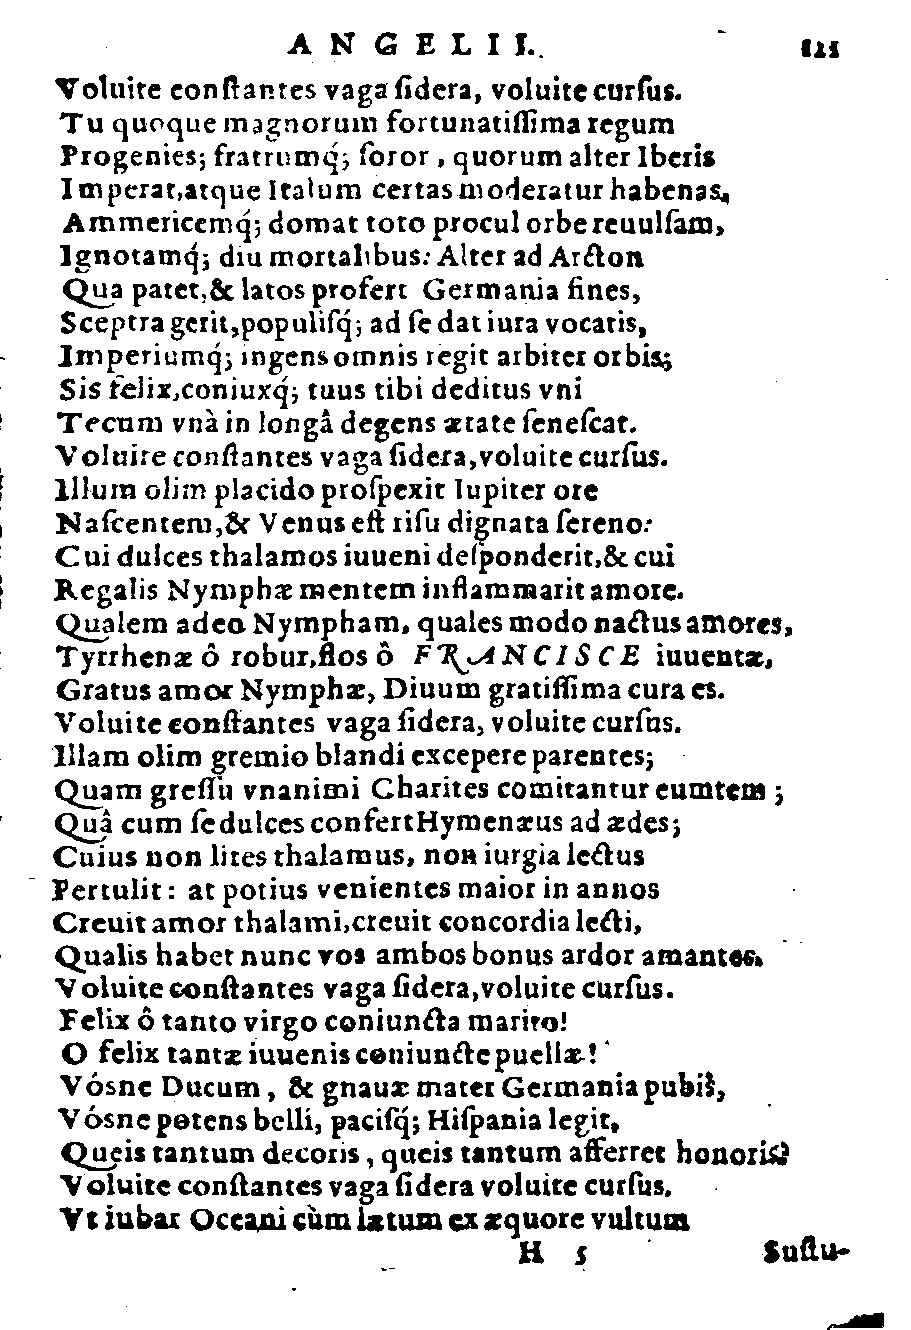 ANGELII. 121
Voluite conſtantes vaga ſidera, voluite curſus.
Tu quoque magnorum fortunatiſſima regum
Progenies; fratrumq́; ſoror, quorum alter Iberis
Imperat, atque Italum certas moderatur habenas,
Ammericemq́; domat toto procul orbe reuulſam,
Ignotamq́; diu mortalibus: Alter ad Arcton
Qua patet, & latos profert Germania fines,
Sceptra gerit, populiſq́; ad ſe dat iura vocatis,
Imperiumq́; ingens omnis regit arbiter orbis;
Sis felix, coniuxq́; tuus tibi deditus vni
Tecum vnà in longâ degens ætate ſeneſcat.
Voluite conſtantes vaga ſidera, voluite curſus.
Illum olim placido proſpexit Iupiter ore
Naſcentem, & Venus eſt riſu dignata ſereno:
Cui dulces thalamos iuueni deſponderit, & cui
Regalis Nymphæ mentem inflammarit amore.
Qualem adeo Nympham, quales modo nactus amores,
Tyrrhenæ ô robur, flos ô FRANCISCE iuuentæ,
Gratus amor Nymphæ, Diuum gratiſſima cura es.
Voluite conſtantes vaga ſidera, voluite curſus.
Illam olim gremio blandi excepere parentes;
Quam greſſu vnanimi Charites comitantur eumtem;
Quâ cum ſe dulces confert Hymenæus ad ædes;
Cuius non lites thalamus, non iurgia lectus
Pertulit: at potius venientes maior in annos
Creuit amor thalami, creuit concordia lecti,
Qualis habet nunc vos ambos bonus ardor amantes.
Voluite conſtantes vaga ſidera, voluite curſus.
Felix ô tanto virgo coniuncta marito!
O felix tantæ iuuenis coniuncte puellæ!
Vósne Ducum, & gnauæ mater Germania pubis,
Vósne potens belli, paciſq́; Hiſpania legit,
Queis tantum decoris, queis tantum afferret honoris?
Voluite conſtantes vaga ſidera voluite curſus.
Vt iubar Oceani cùm lætum ex æquore vultum
H 5 Suſtu-